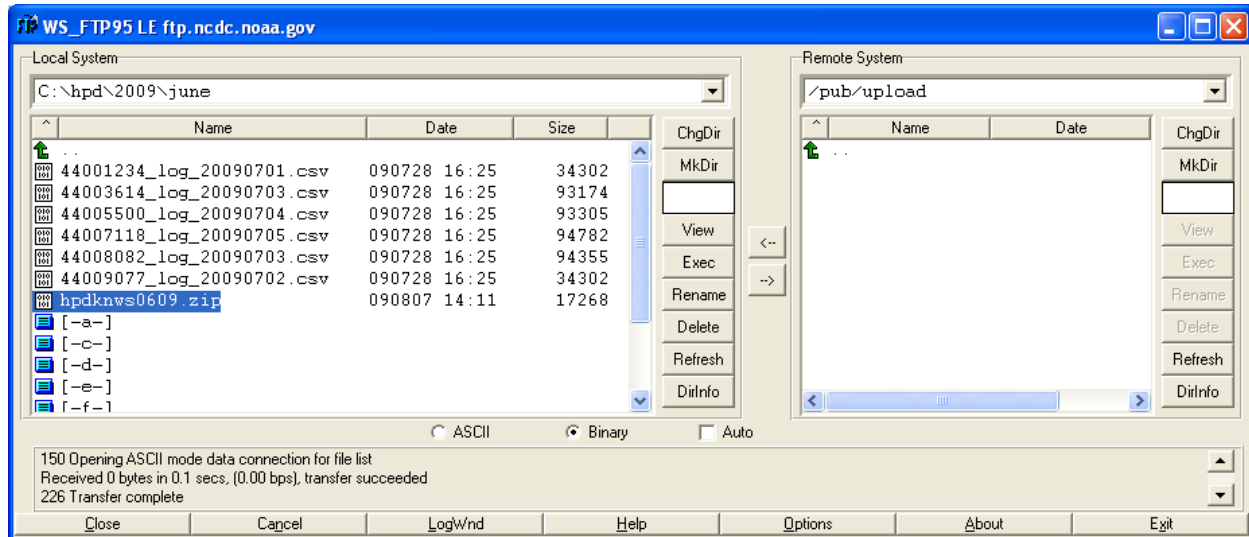 WS_FTP95 LE ftp.ncdc.noaa.gov
Local System
C:\hpd\2009\june
^ Name Date Size
..
44001234_log_20090701.csv 090728 16:25 34302
44003614_log_20090703.csv 090728 16:25 93174
44005500_log_20090704.csv 090728 16:25 93305
44007118_log_20090705.csv 090728 16:25 94782
44008082_log_20090703.csv 090728 16:25 94355
44009077_log_20090702.csv 090728 16:25 34302
hpdknws0609.zip 090807 14:11 17268
[-a-]
[-c-]
[-d-]
[-e-]
[-f-]
ChgDir
MkDir
View
Exec
Rename
Delete
Refresh
DirInfo
<--
-->
Remote System
/pub/upload
^ Name Date
..
ChgDir
MkDir
View
Exec
Rename
Delete
Refresh
DirInfo
ASCII Binary Auto
150 Opening ASCII mode data connection for file list
Received 0 bytes in 0.1 secs, (0.00 bps), transfer succeeded
226 Transfer complete
Close Cancel LogWnd Help Options About Exit